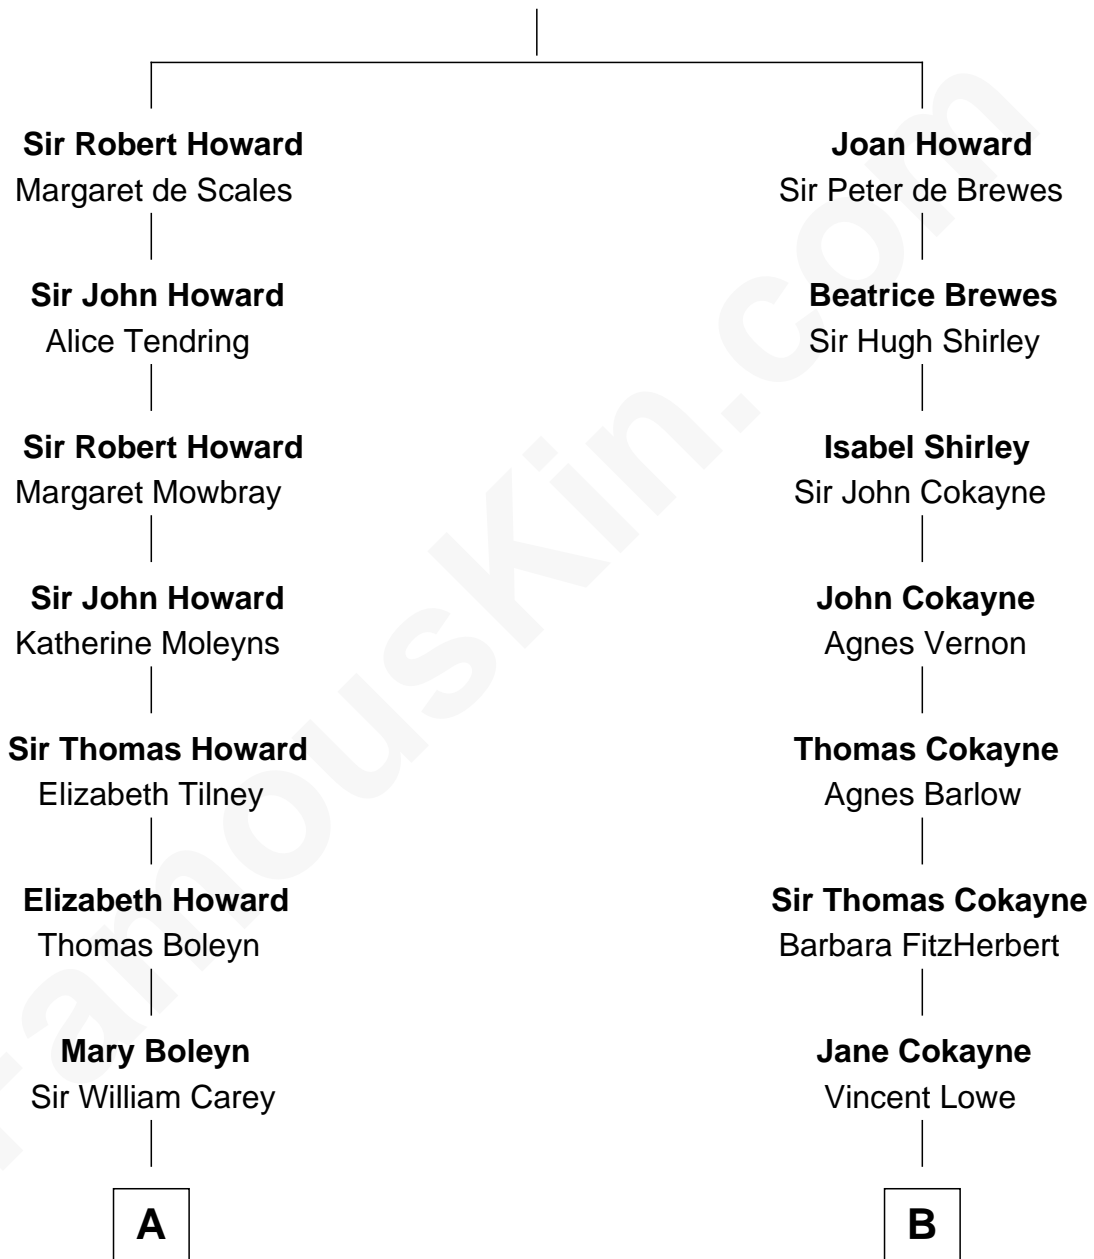 Sir Robert Howard
Margaret de Scales
Joan Howard
Sir Peter de Brewes
Sir John Howard
Alice Tendring
Beatrice Brewes
Sir Hugh Shirley
Sir Robert Howard
Margaret Mowbray
Isabel Shirley
Sir John Cokayne
Sir John Howard
Katherine Moleyns
John Cokayne
Agnes Vernon
Sir Thomas Howard
Elizabeth Tilney
Thomas Cokayne
Agnes Barlow
Elizabeth Howard
Thomas Boleyn
Sir Thomas Cokayne
Barbara FitzHerbert
Mary Boleyn
Sir William Carey
Jane Cokayne
Vincent Lowe
A
B
FamousKin.com